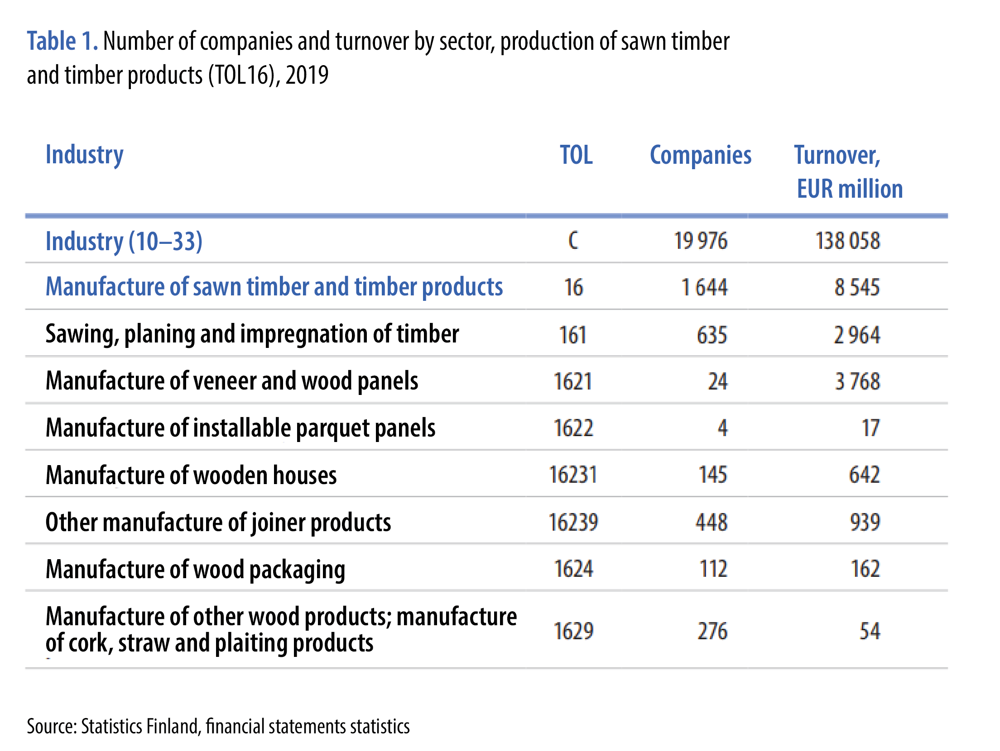 Table 1. Number of companies and turnover by sector, production of sawn timber
and timber products (TOL16), 2019
Industry TOL Companies Turnover,
EUR million
Industry (10–33) C 19 976 138 058
Manufacture of sawn timber and timber products 16 1 644 8 545
Sawing, planing and impregnation of timber 161 635 2 964
Manufacture of veneer and wood panels 1621 24 3 768
Manufacture of installable parquet panels 1622 4 17
Manufacture of wooden houses 16231 145 642
Other manufacture of joiner products 16239 448 939
Manufacture of wood packaging 1624 112 162
Manufacture of other wood products; manufacture
of cork, straw and plaiting products 1629 276 54
Source: Statistics Finland, financial statements statistics